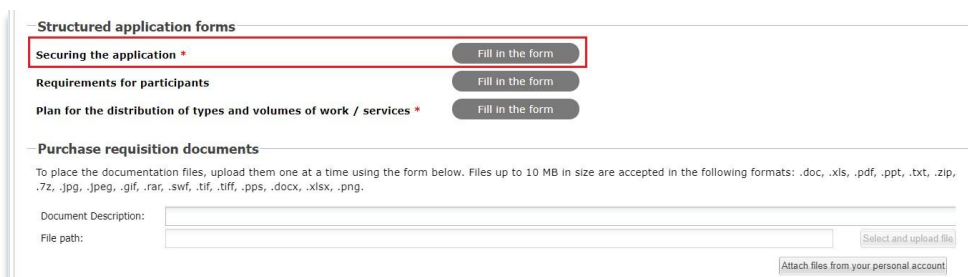 Structured application forms
Securing the application * Fill in the form
Requirements for participants Fill in the form
Plan for the distribution of types and volumes of work / services * Fill in the form
Purchase requisition documents
To place the documentation files, upload them one at a time using the form below. Files up to 10 MB in size are accepted in the following formats: .doc, .xls, .pdf, .ppt, .txt, .zip,
.7z, .jpg, .jpeg, .gif, .rar, .swf, .tif, .tiff, .pps, .docx, .xlsx, .png.
Document Description:
File path: Select and upload file
Attach files from your personal account